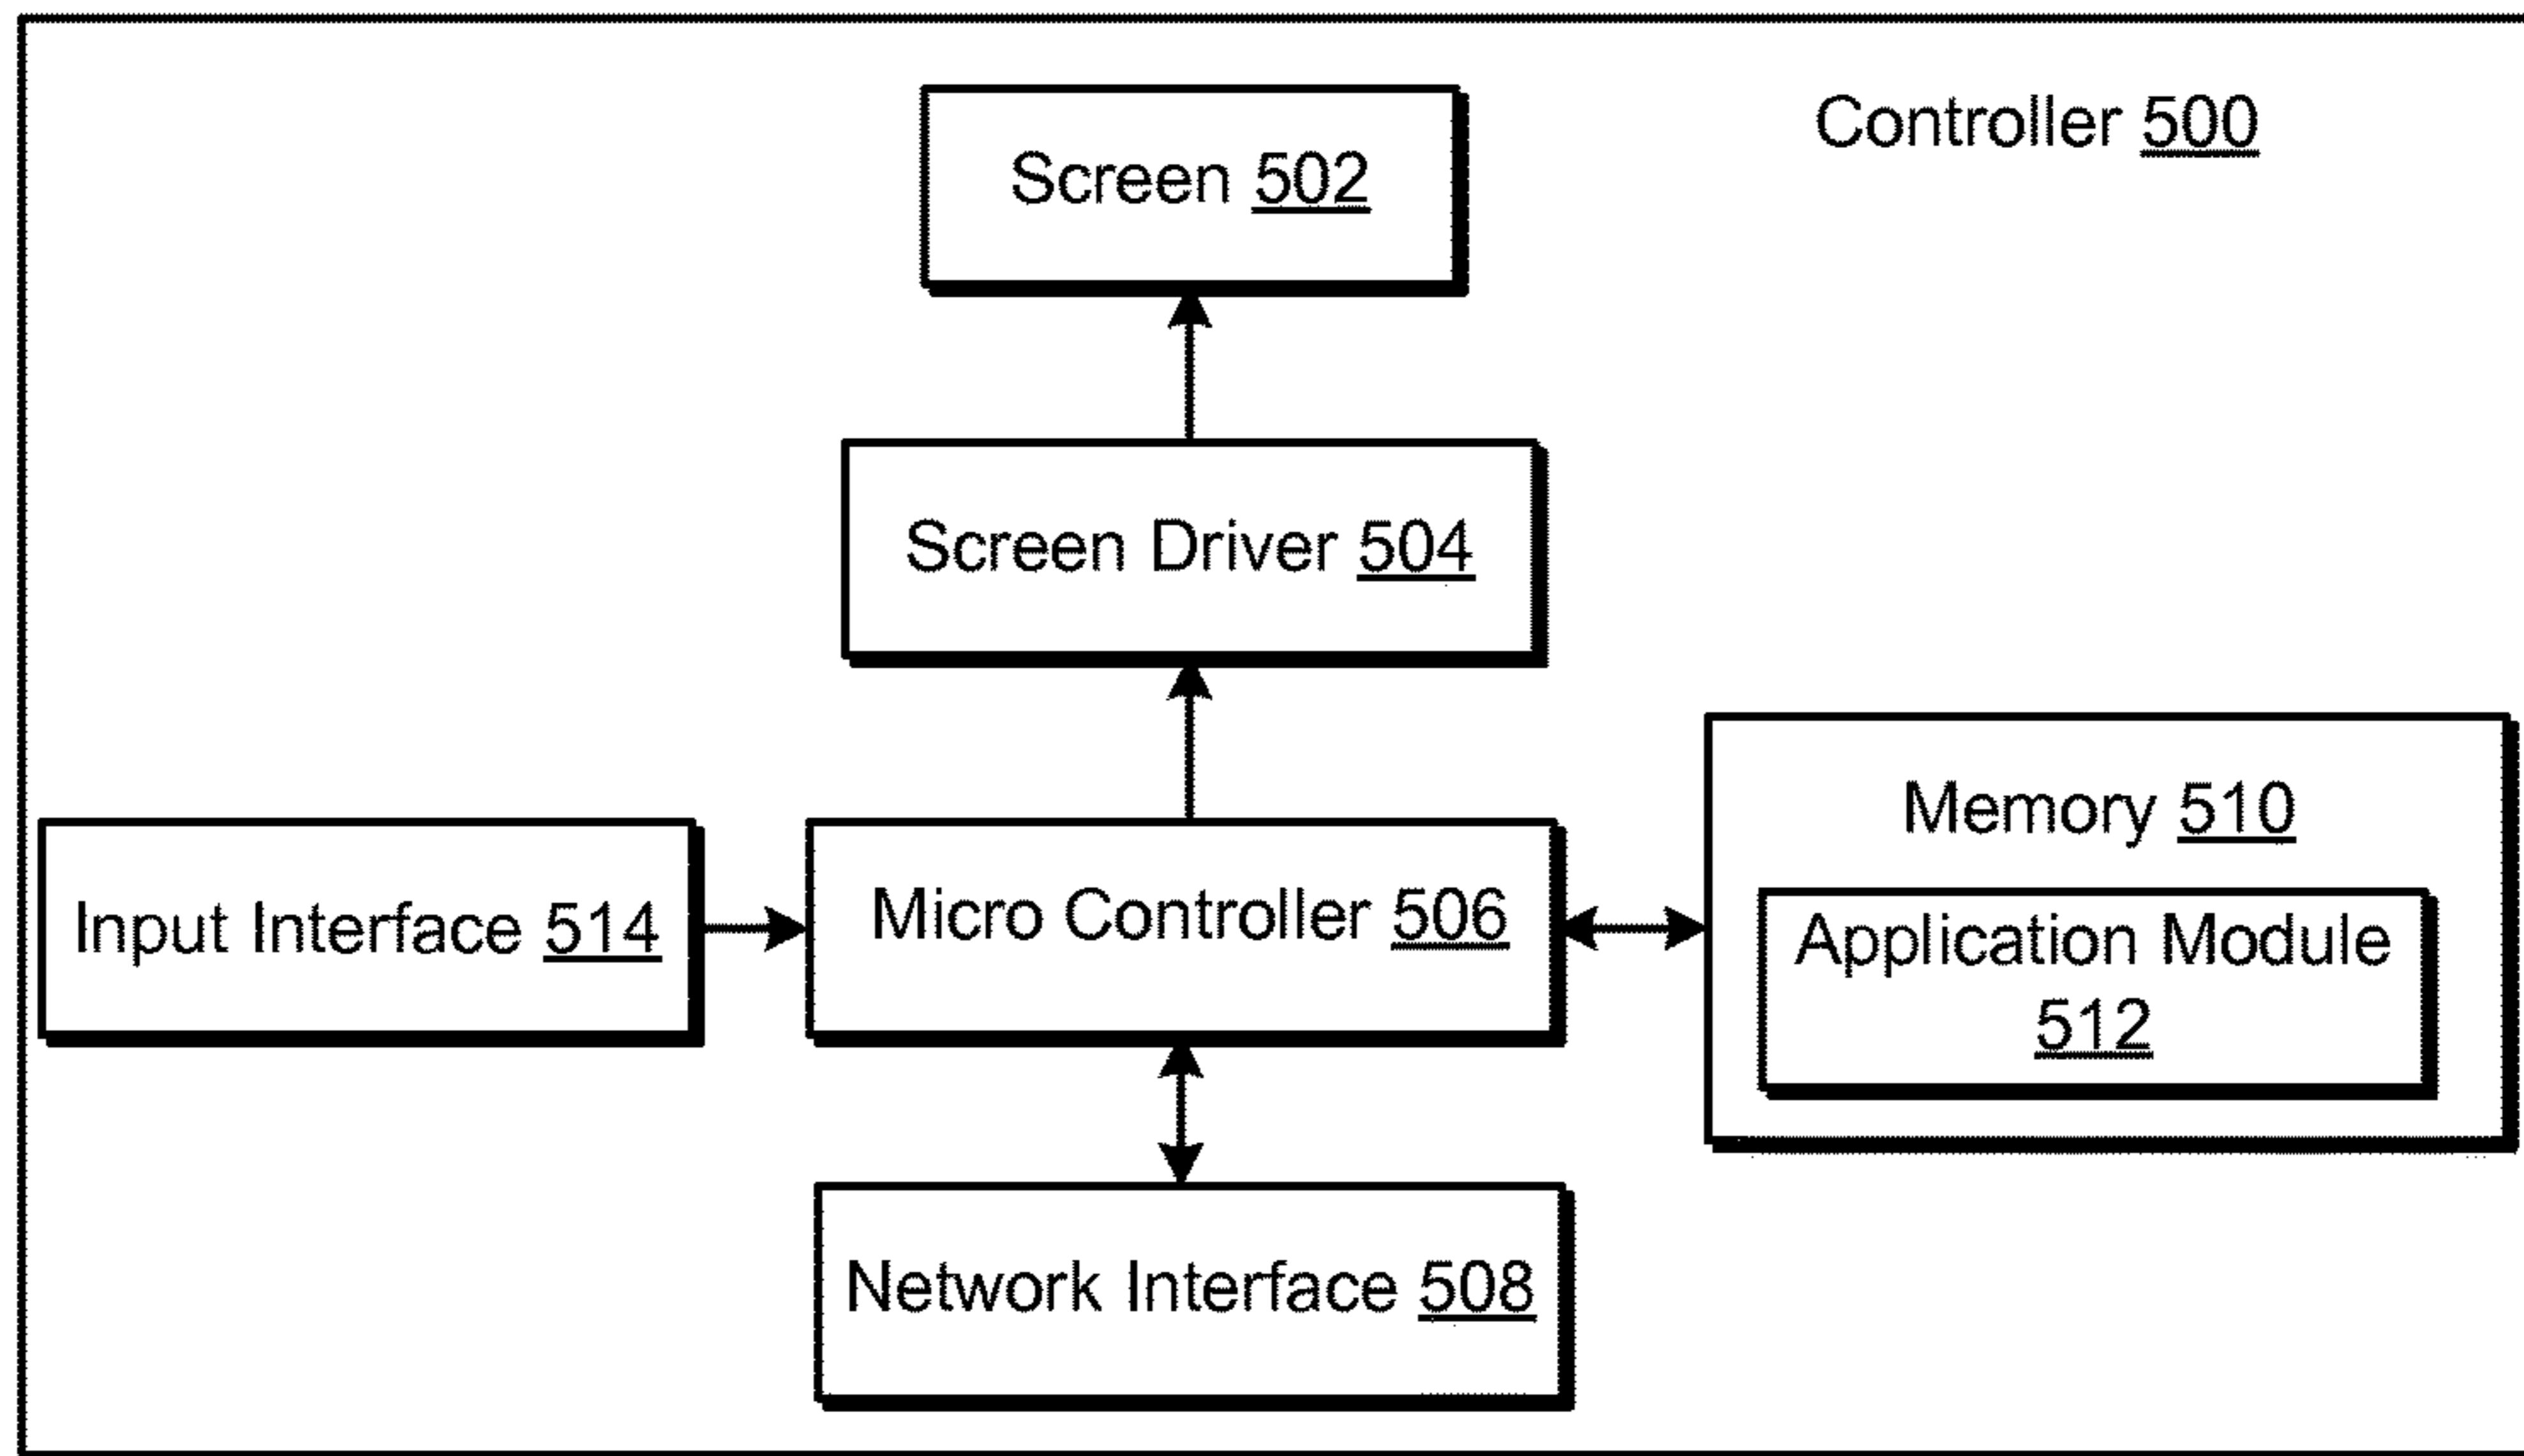 Controller 500
Screen 502
Screen Driver 504
Memory 510
Input Interface 514
Micro Controller 506
Application Module
512
Network Interface 508